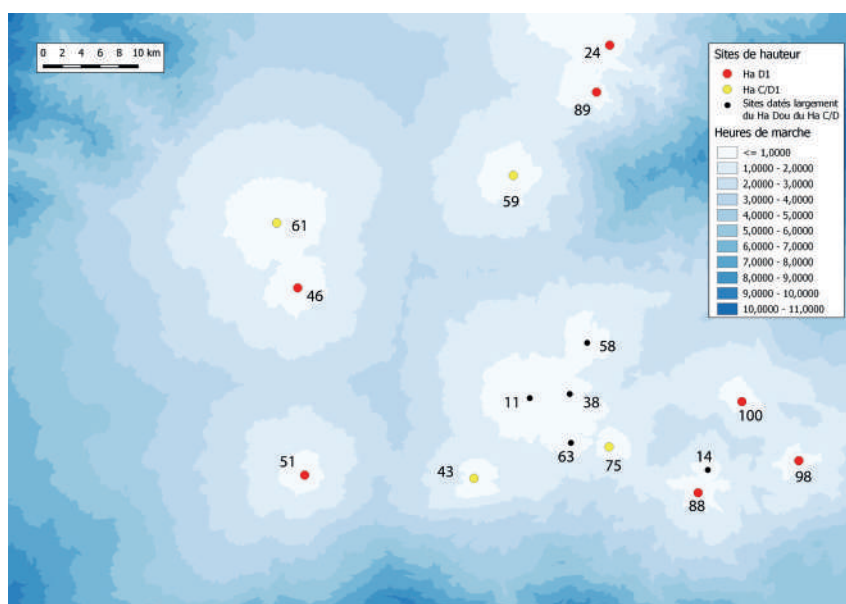 0 2 4 6 8 10 km
24
89
59
61
46
58
11
38
100
63
75
14
51
43
98
88
Sites de hauteur
Ha D1
Ha C/D1
Sites datés largement
du Ha Dou du Ha C/D
Heures de marche
<= 1,0000
1,0000 - 2,0000
2,0000 - 3,0000
3,0000 - 4,0000
4,0000 - 5,0000
5,0000 - 6,0000
6,0000 - 7,0000
7,0000 - 8,0000
8,0000 - 9,0000
9,0000 - 10,0000
10,0000 - 11,0000